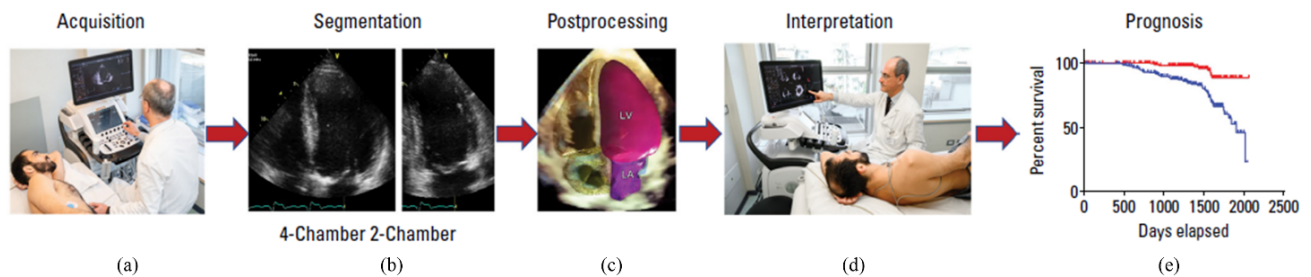 Acquisition
Segmentation
Postprocessing
Interpretation
Prognosis
V
V
LV
LA
4-Chamber 2-Chamber
Percent survival
100
50
0
0 500 1000 1500 2000 2500
Days elapsed
(a)
(b)
(c)
(d)
(e)